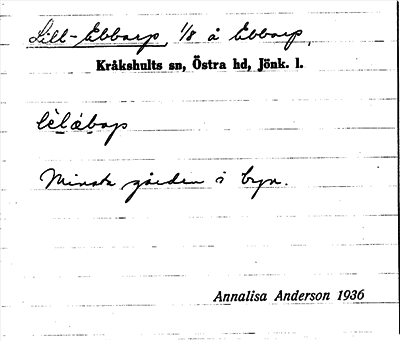 Lill-Ebbarp, 1/8 å Ebbarp,
Kråkshults sn, Östra hd, Jönk. l.
Minsta gården i byn.
Annalisa Anderson 1936